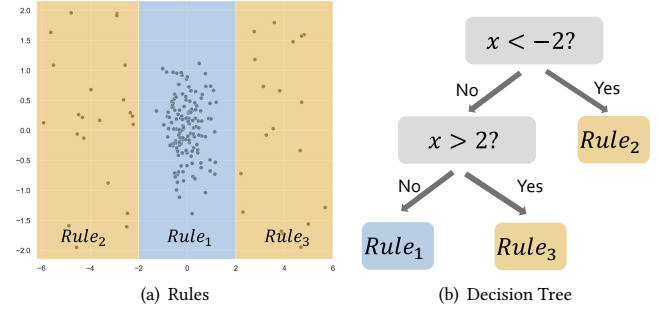 2.0
1.5
1.0
0.5
0.0
−0.5
−1.0
−1.5
−2.0
Rule₂ Rule₁ Rule₃
−6 −4 −2 0 2 4 6
(a) Rules
x < −2?
No Yes
x > 2? Rule₂
No Yes
Rule₁ Rule₃
(b) Decision Tree